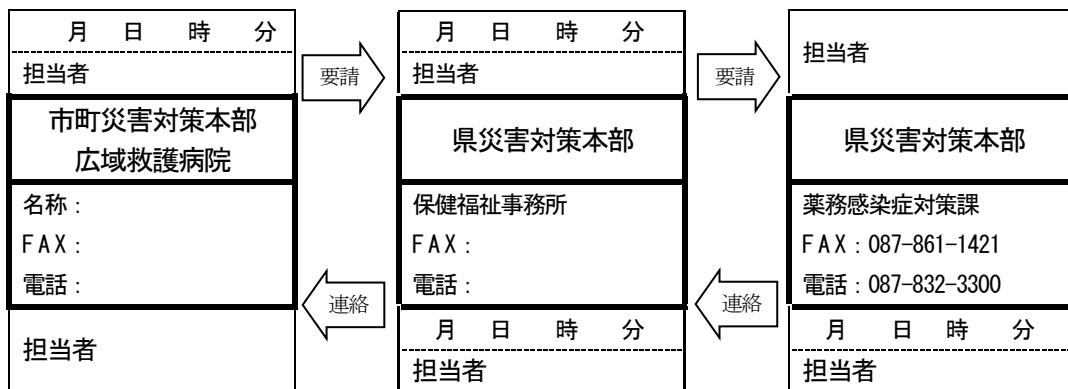 月 日 時 分
担当者
市町災害対策本部
広域救護病院
名称：
ＦＡＸ：
電話：
担当者
要請
連絡
月 日 時 分
担当者
県災害対策本部
保健福祉事務所
ＦＡＸ：
電話：
月 日 時 分
担当者
要請
連絡
担当者
県災害対策本部
薬務感染症対策課
ＦＡＸ：087-861-1421
電話：087-832-3300
月 日 時 分
担当者